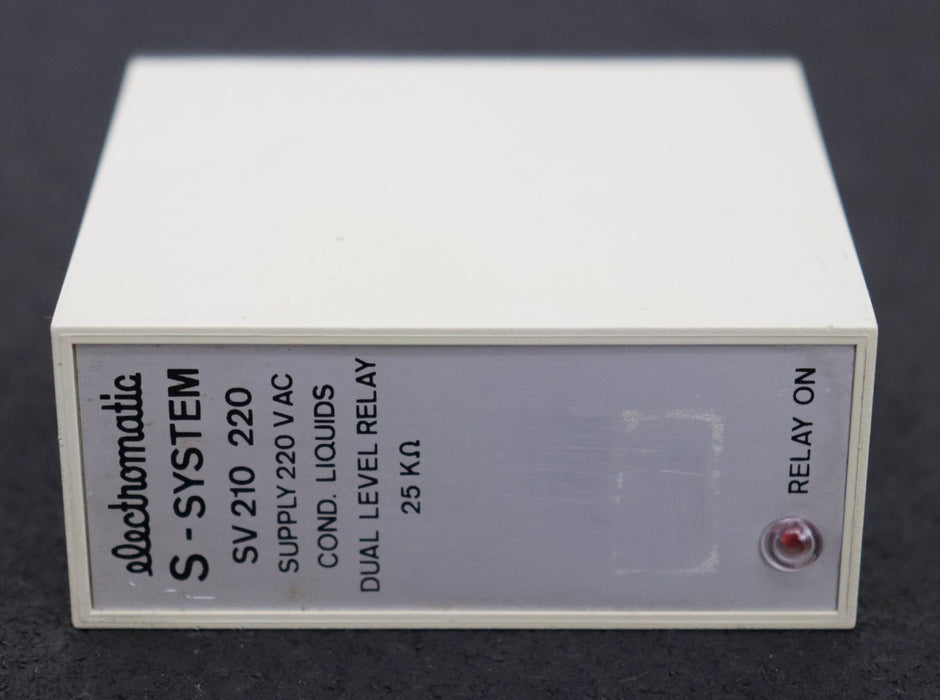 electromatic
S-SYSTEM
SV 210 220
SUPPLY 220 V AC
COND. LIQUIDS
DUAL LEVEL RELAY
25 KΩ
RELAY ON